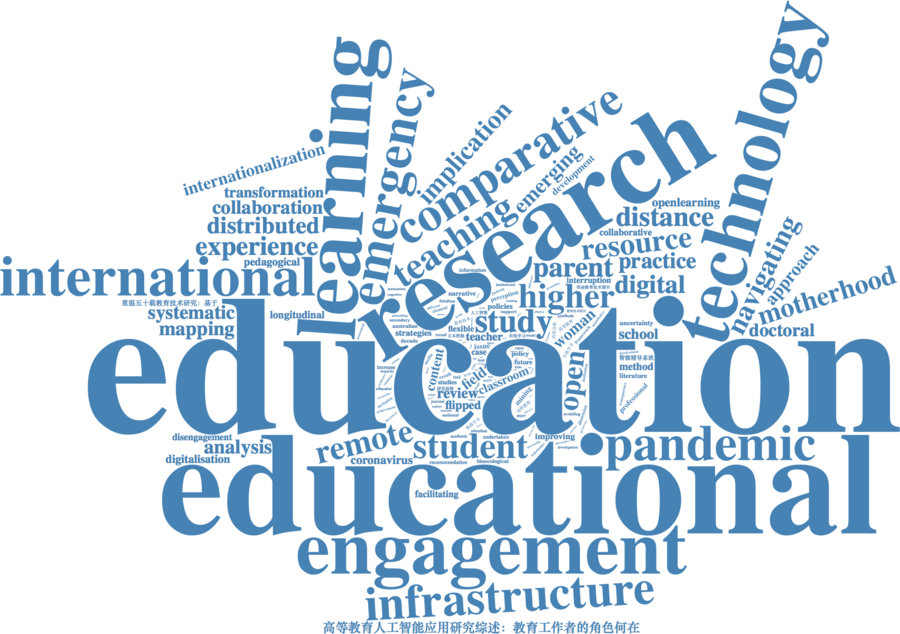 technology
learning
emergency
implication
comparative
research
internationalization
emerging
development
teaching
transformation
collaboration
distributed
experience
pedagogical
openlearning
distance
collaborative
resource
practice
parent
navigating
approach
motherhood
international
information
interruption
digital
higher
重温五十载教育技术研究：基于
systematic
mapping
longitudinal
narrative
perception
policies
support
人工智能
study
woman
uncertainty
school
doctoral
australian
strategies
flexible
teacher
decade
education
issue
case
policy
future
智能辅导系统
method
literature
content
field
classroom
open
professional
studies
review
mining
flipped
disengagement
analysis
digitalisation
remote
student
improving
pandemic
coronavirus
recommendation
bioecological
educational
facilitating
engagement
infrastructure
高等教育人工智能应用研究综述：教育工作者的角色何在